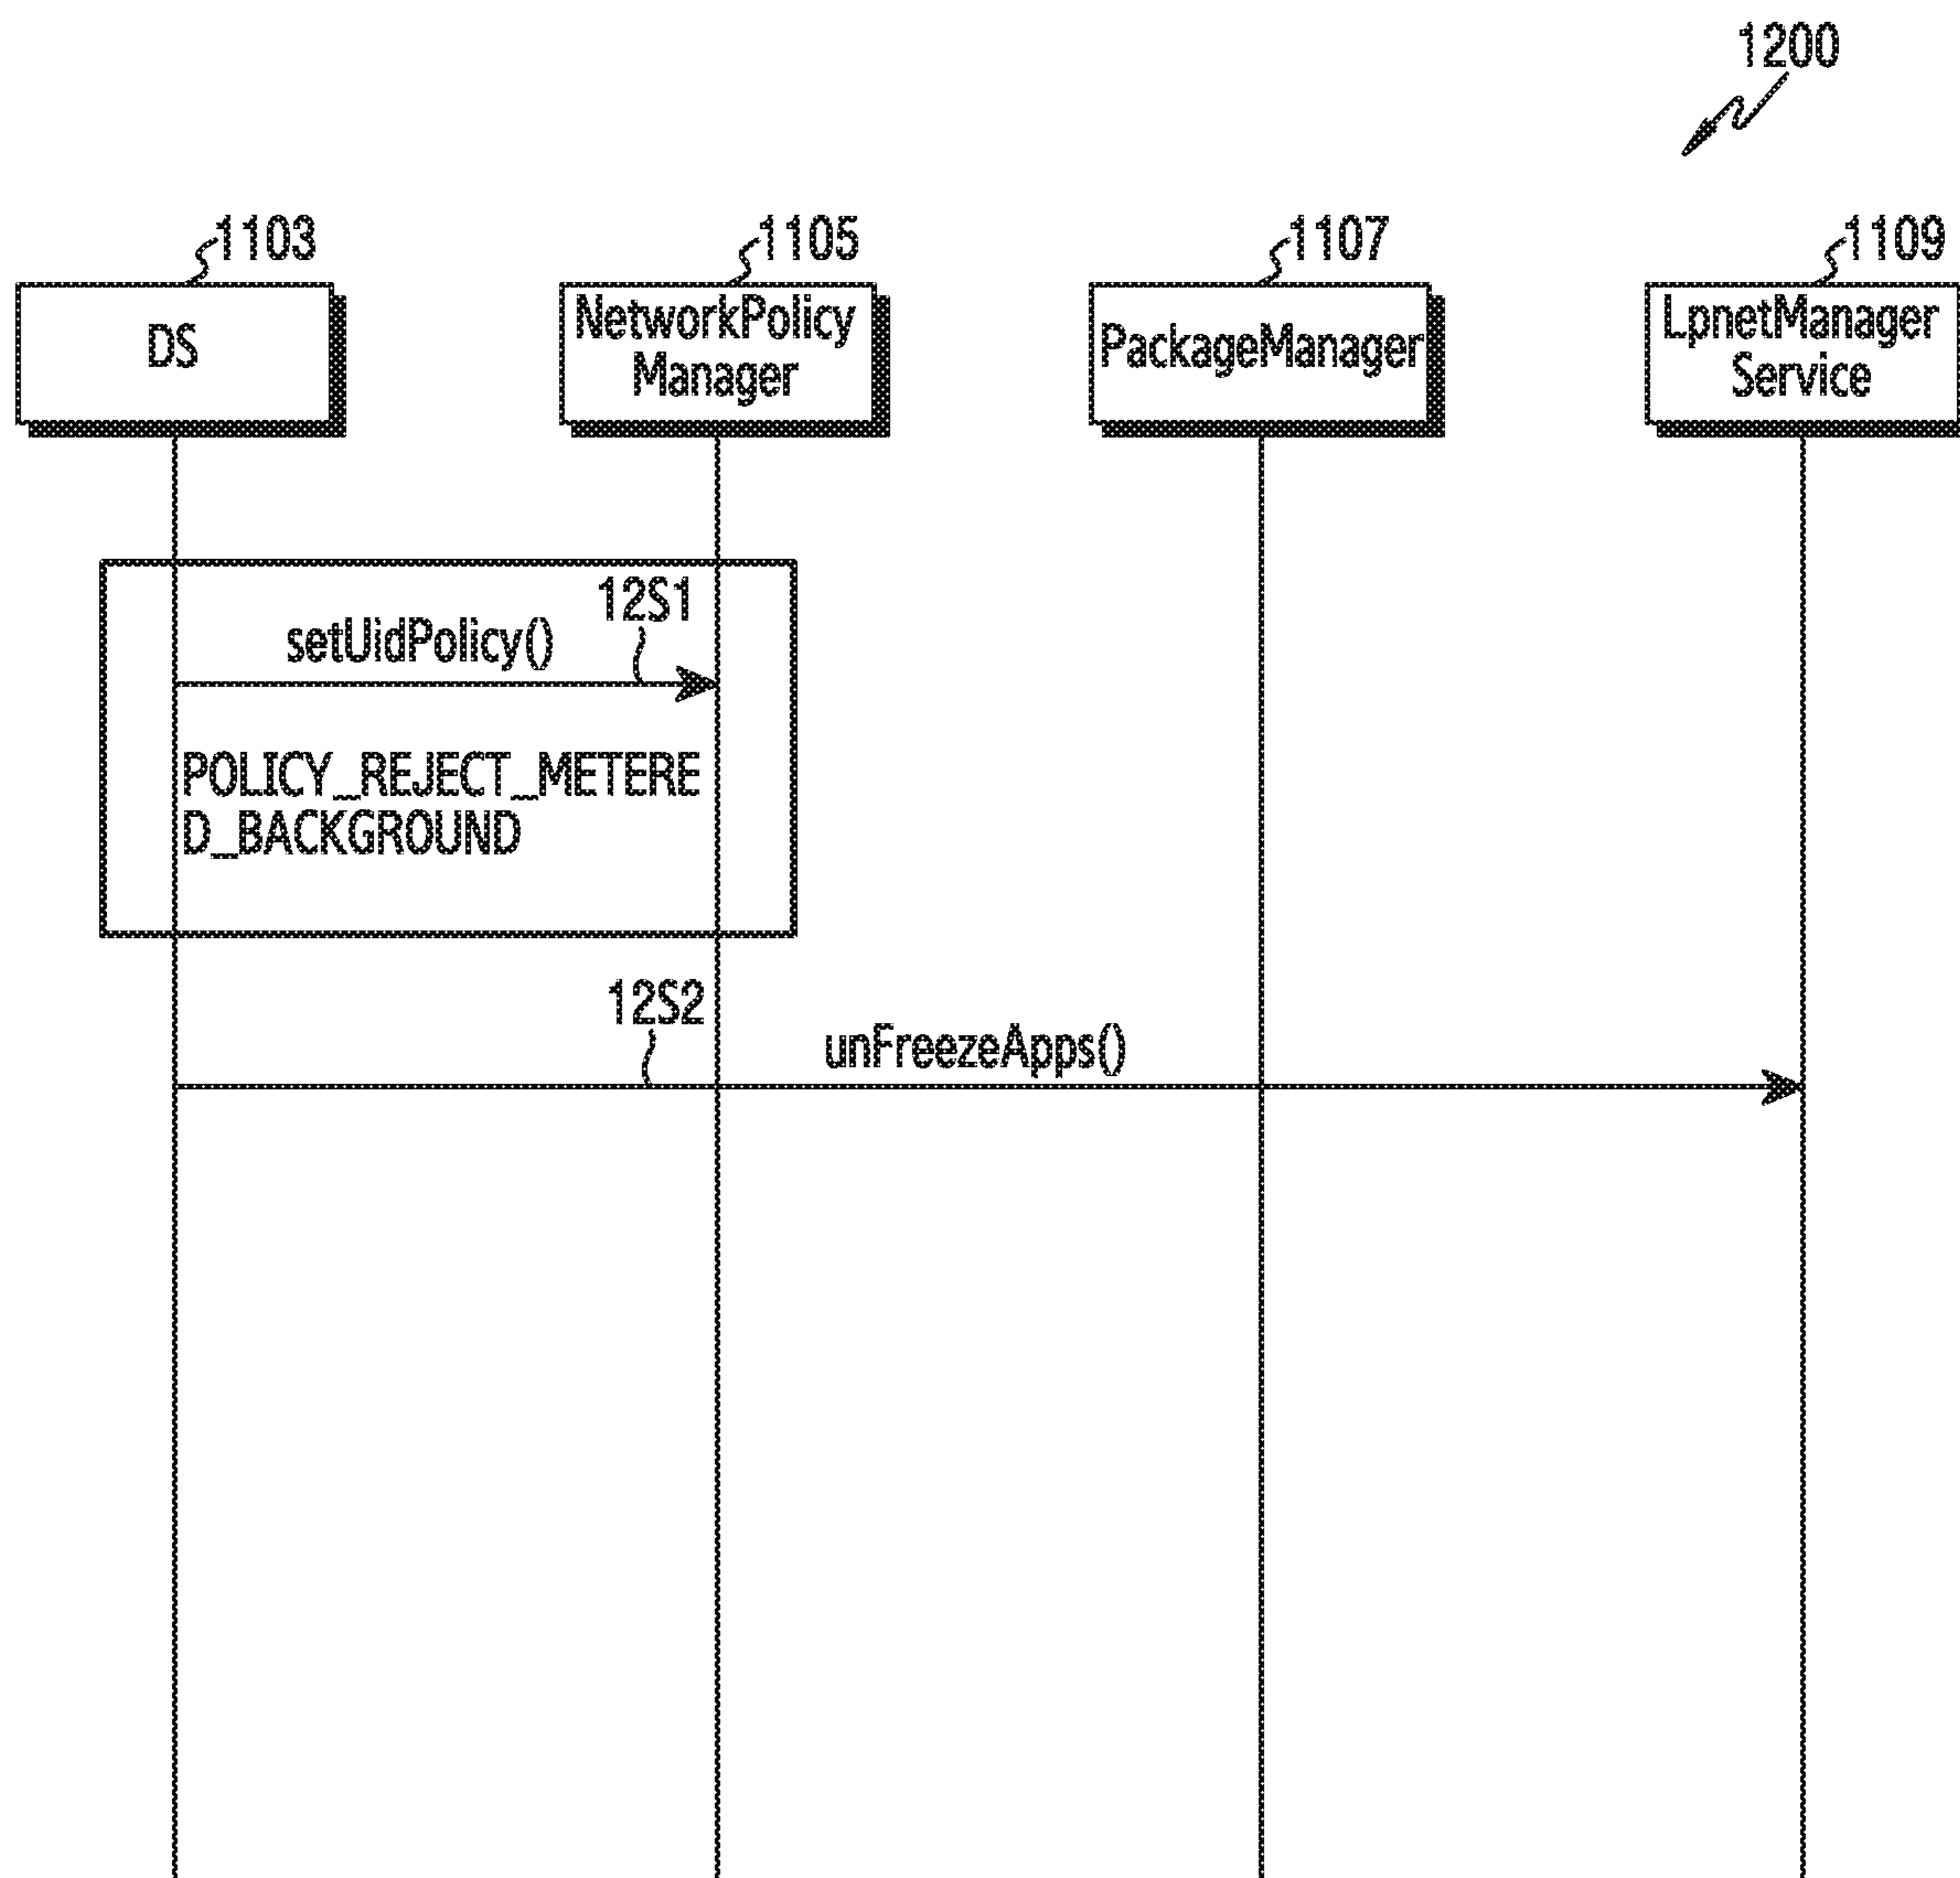 1200
1103
1105
1107
1109
DS
NetworkPolicy
Manager
PackageManager
LpnetManager
Service
12S1
setUidPolicy()
POLICY_REJECT_METERE
D_BACKGROUND
12S2
unFreezeApps()